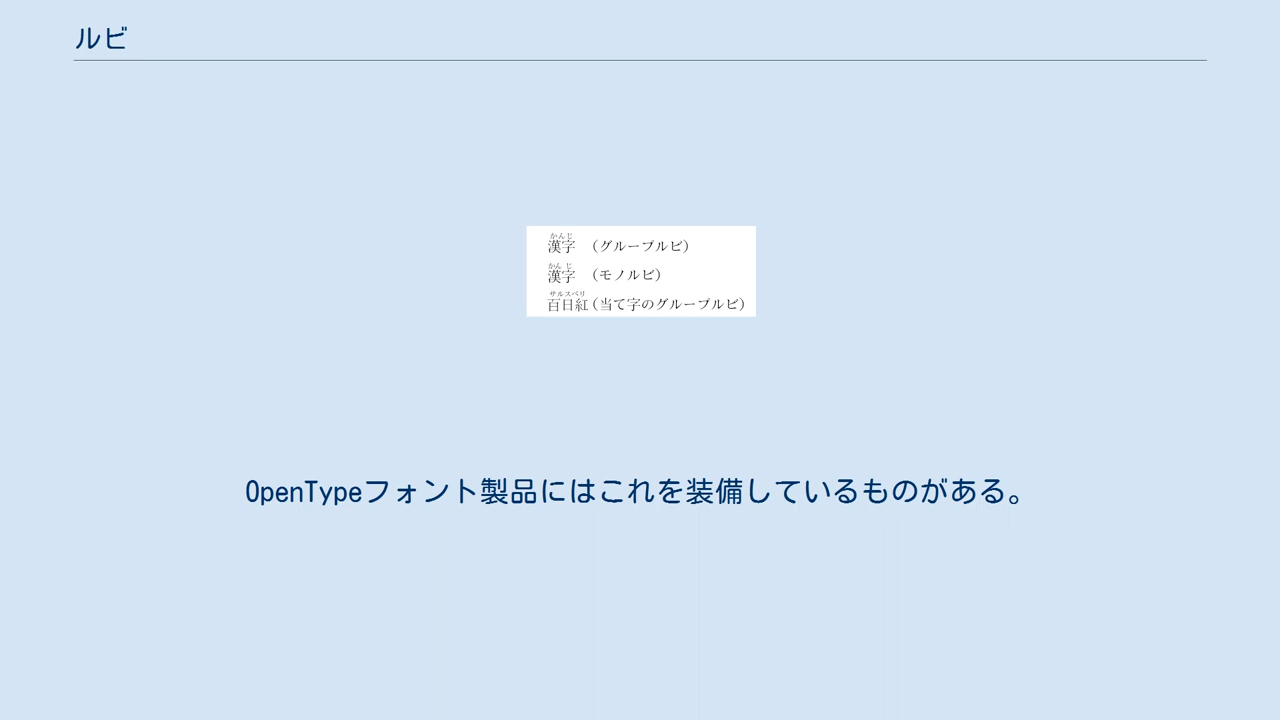 ルビ
かんじ
漢字 （グループルビ）
かん じ
漢字 （モノルビ）
サルスベリ
百日紅（当て字のグループルビ）
OpenTypeフォント製品にはこれを装備しているものがある。